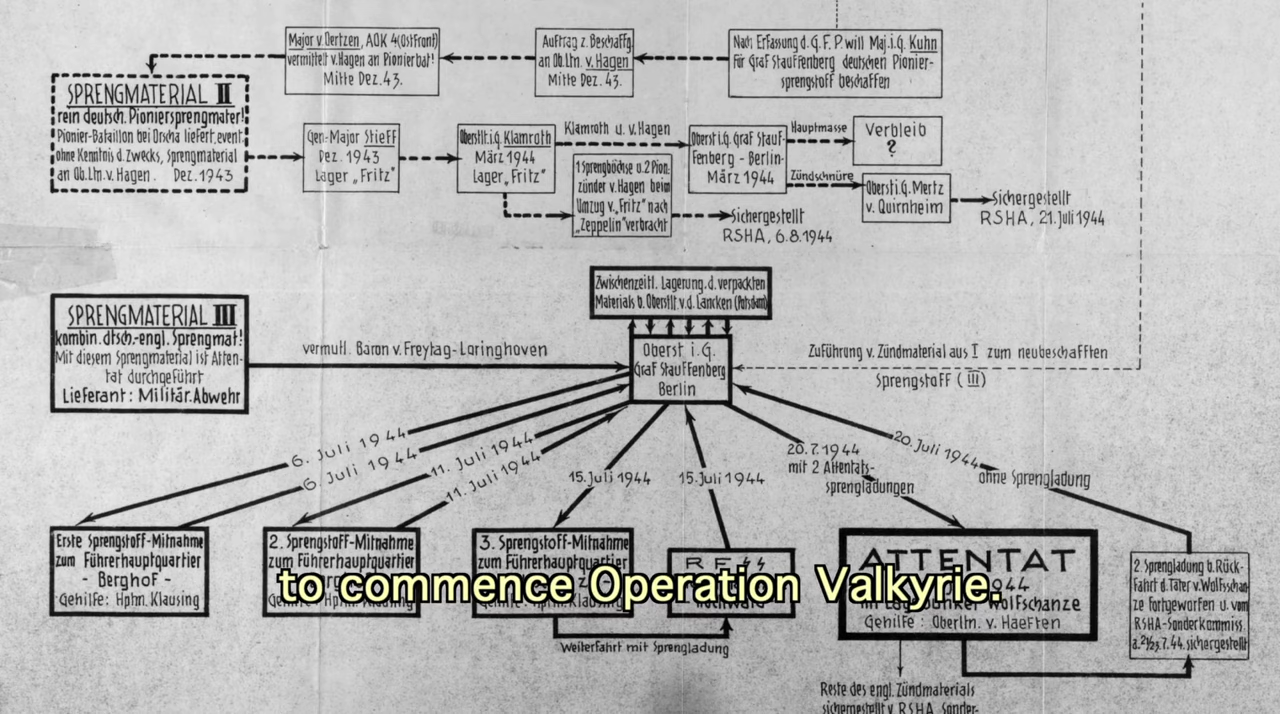 Major v. Oertzen, AOK 4 (Ostfront)
vermittelt v. Hagen an Pionierbat!
Mitte Dez. 43.
Auftrag z. Beschaffg.
an Ob.ltn. v. Hagen
Mitte Dez. 43.
Nach Erfassung d. G.F.P. will Maj. i.G. Kuhn
für Graf Stauffenberg deutschen Pionier-
sprengstoff beschaffen
SPRENGMATERIAL II
rein deutsch. Pioniersprengmater!
Pionier-Bataillon bei Orscha liefert, event.
ohne Kenntnis d. Zwecks, Sprengmaterial
an Ob.ltn. v. Hagen. Dez. 1943
Gen-Major Stieff
Dez. 1943
Lager „Fritz"
Oberstlt. i.G. Klamroth
März 1944
Lager „Fritz"
Klamroth u. v. Hagen
1 Sprengbüchse u. 2 Pion.
zünder v. Hagen beim
Umzug v. „Fritz" nach
„Zeppelin" verbracht
Sichergestellt
RSHA, 6.8.1944
Oberst i.G. Graf Stauf-
fenberg - Berlin-
März 1944
Hauptmasse
Verbleib
?
Zündschnüre
Oberst i.G. Mertz
v. Quirnheim
Sichergestellt
RSHA, 21. Juli 1944
Zwischenzeitl. Lagerung. d. verpackten
Materials b. Oberstlt. v. d. Lancken (Potsdam)
SPRENGMATERIAL III
kombin. dtsch.-engl. Sprengmat!
Mit diesem Sprengmaterial ist Atten-
tat durchgeführt
Lieferant: Militär. Abwehr
vermutl. Baron v. Freytag-Loringhoven
Oberst i. G.
Graf Stauffenberg
Berlin
Zuführung v. Zündmaterial aus I zum neubeschafften
Sprengstoff (III)
6. Juli 1944
6. Juli 1944
11. Juli 1944
11. Juli 1944
15. Juli 1944
15. Juli 1944
20.7.1944
mit 2 Attentats-
sprengladungen
20. Juli 1944
ohne Sprengladung
Erste Sprengstoff-Mitnahme
zum Führerhauptquartier
- Berghof -
Gehilfe: Hptm. Klausing
2. Sprengstoff-Mitnahme
zum Führerhauptquartier
3. Sprengstoff-Mitnahme
zum Führerhauptquartier
RF SS
Weiterfahrt mit Sprengladung
ATTENTAT
Wolfschanze
Gehilfe: Oberltn. v. Haeften
2. Sprengladung b. Rück-
fahrt d. Täter v. Wolfsschan-
ze fortgeworfen u. vom
RSHA-Sonderkommiss.
a. 21/23.7.44. sichergestellt
to commence Operation Valkyrie.
Reste des engl. Zündmaterials
sichergestellt v. RSHA Sonder-